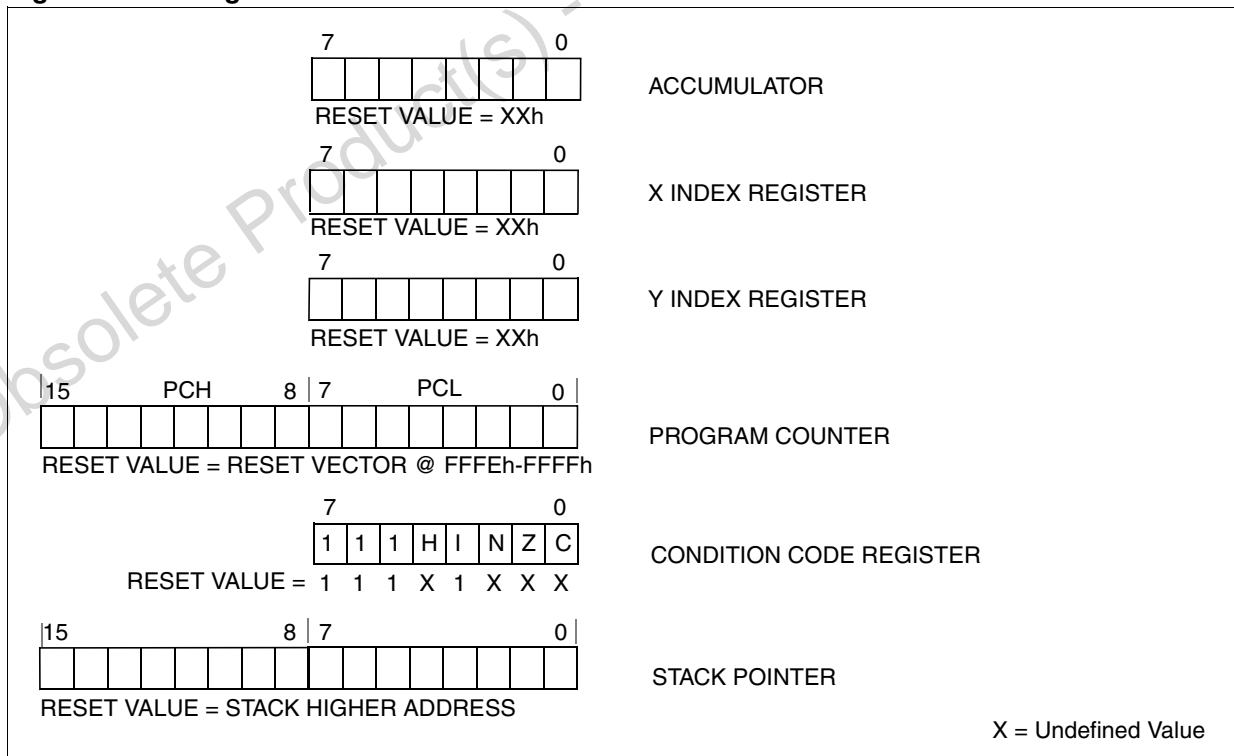 7 0
ACCUMULATOR
RESET VALUE = XXh
7 0
X INDEX REGISTER
RESET VALUE = XXh
7 0
Y INDEX REGISTER
RESET VALUE = XXh
15 PCH 8 7 PCL 0
PROGRAM COUNTER
RESET VALUE = RESET VECTOR @ FFFEh-FFFFh
7 0
1 1 1 H I N Z C
CONDITION CODE REGISTER
RESET VALUE = 1 1 1 X 1 X X X
15 8 7 0
STACK POINTER
RESET VALUE = STACK HIGHER ADDRESS
X = Undefined Value
Obsolete Product(s) -